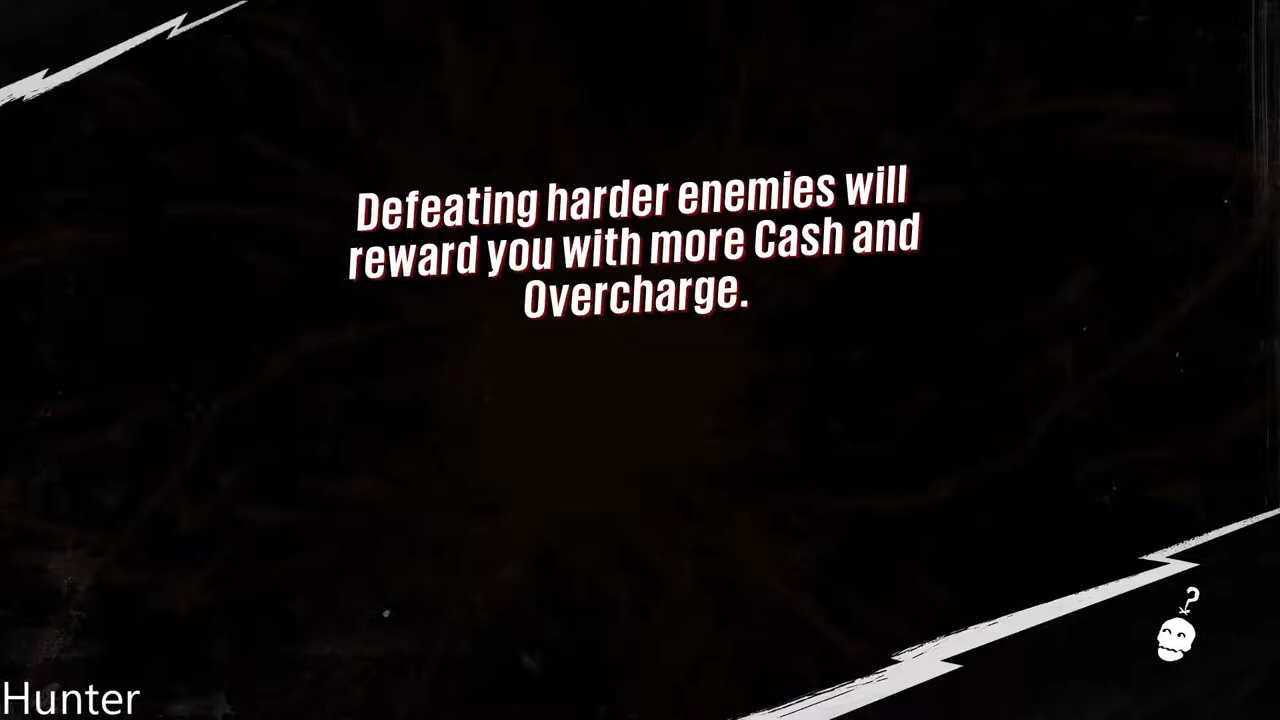 Defeating harder enemies will
reward you with more Cash and
Overcharge.
?
Hunter